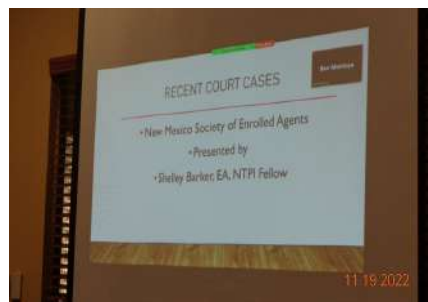 RECENT COURT CASES
•New Mexico Society of Enrolled Agents
•Presented by
•Shelley Barker, EA, NTPI Fellow
11 19 2022